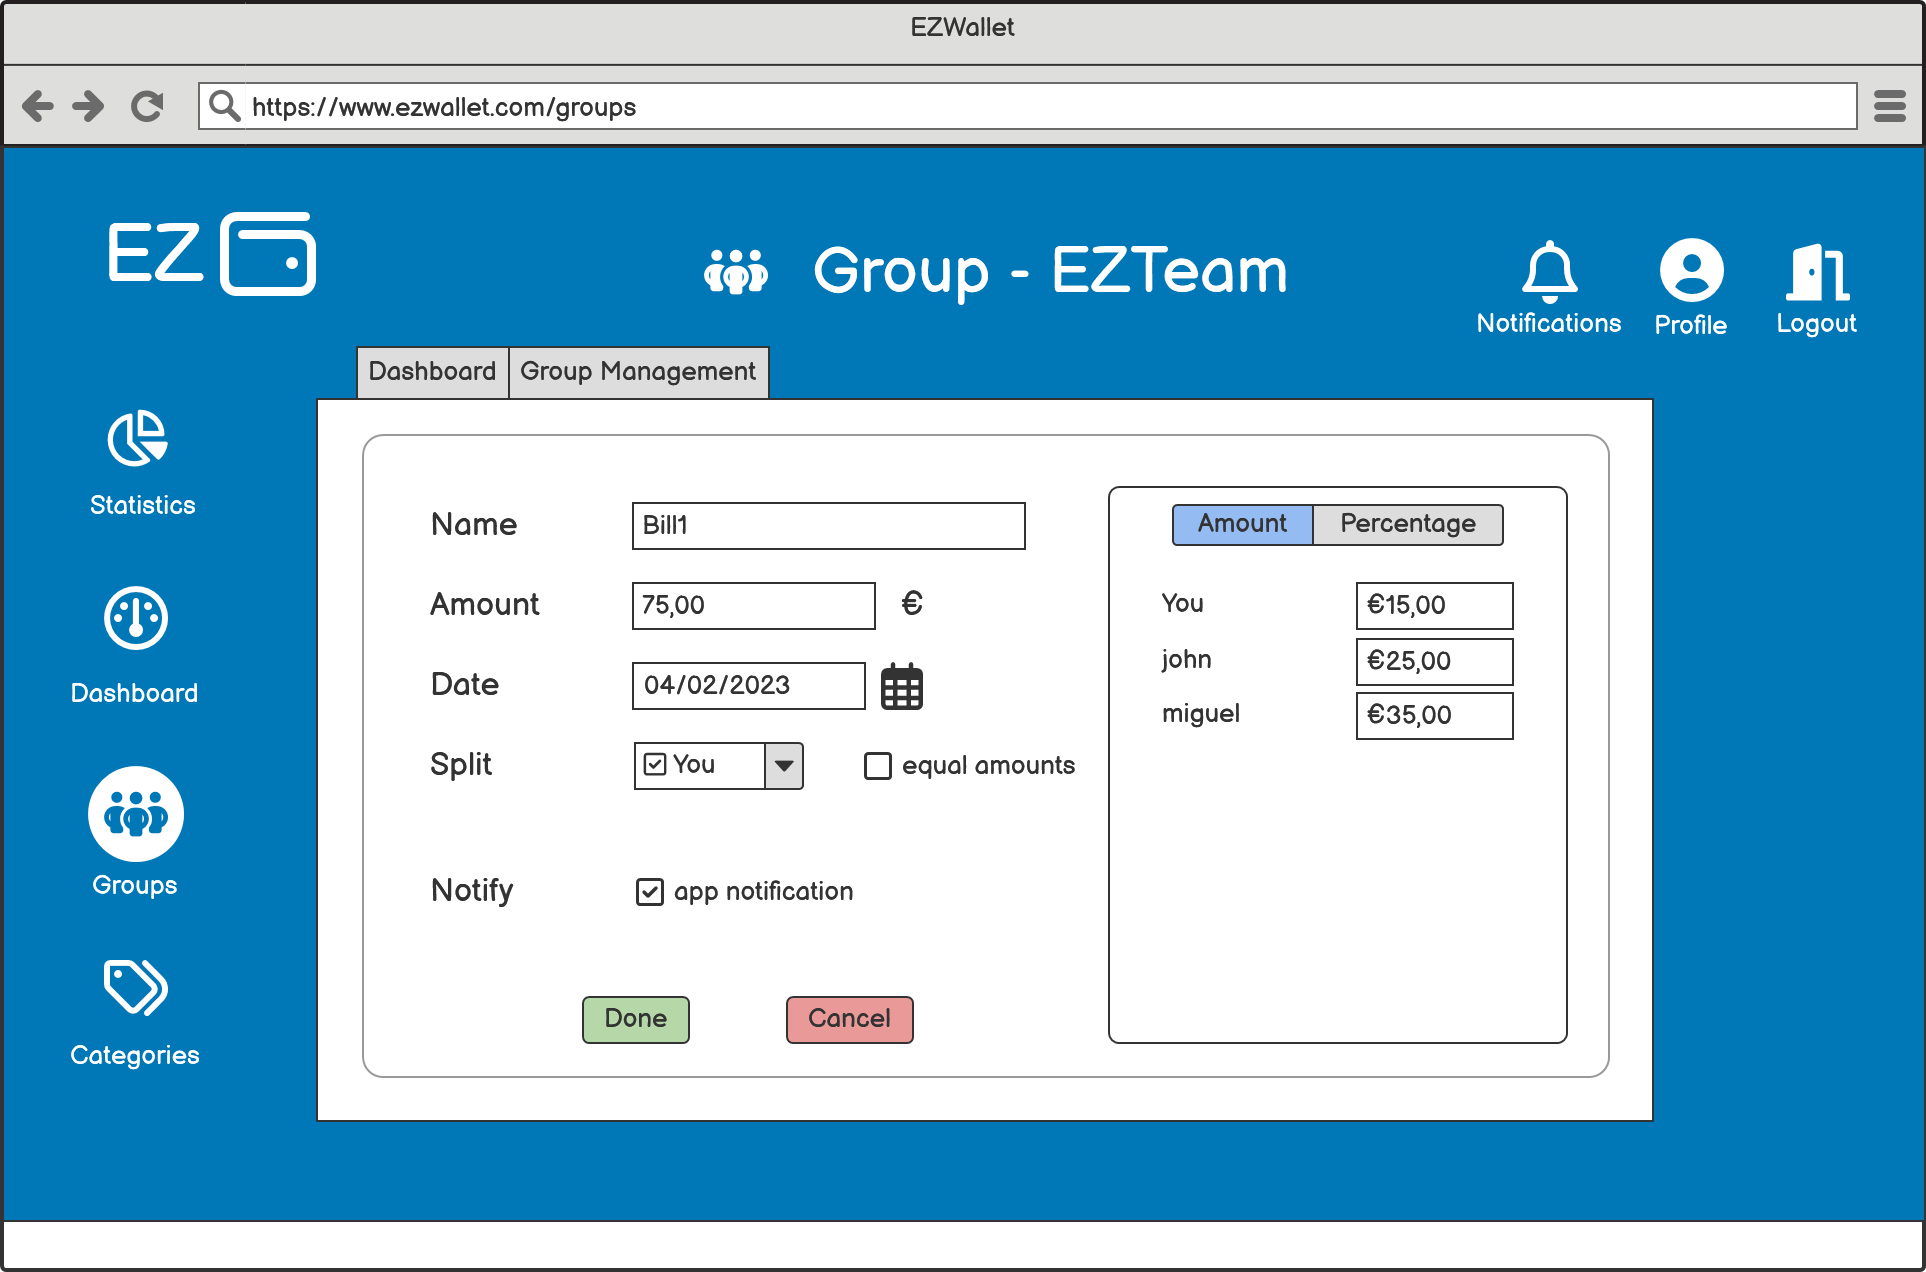 EZWallet
https://www.ezwallet.com/groups
EZ
Group - EZTeam
Notifications
Profile
Logout
Dashboard
Group Management
Statistics
Dashboard
Groups
Categories
Name
Bill1
Amount
75,00
€
Date
04/02/2023
Split
You
equal amounts
Notify
app notification
Done
Cancel
Amount
Percentage
You
€15,00
john
€25,00
miguel
€35,00